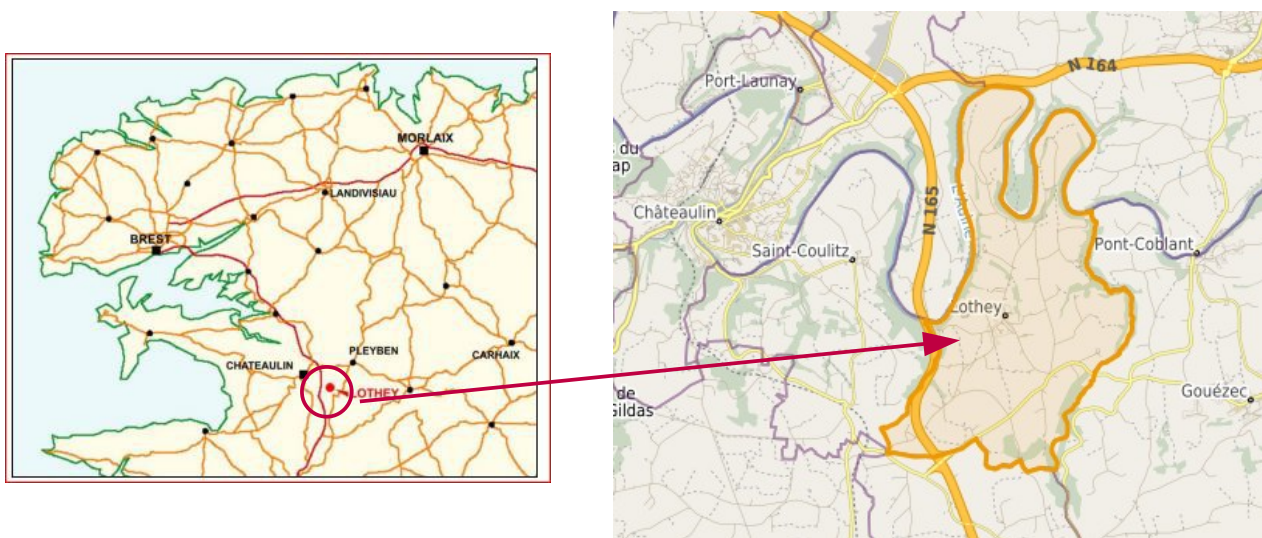 MORLAIX
LANDIVISIAU
BREST
PLEYBEN
CHATEAULIN
CARHAIX
LOTHEY
N 164
Port-Launay
du
ap
L'Aulne
Châteaulin
N 165
Saint-Coulitz
Pont-Coblant
Lothey
Gouézec
de
Gildas